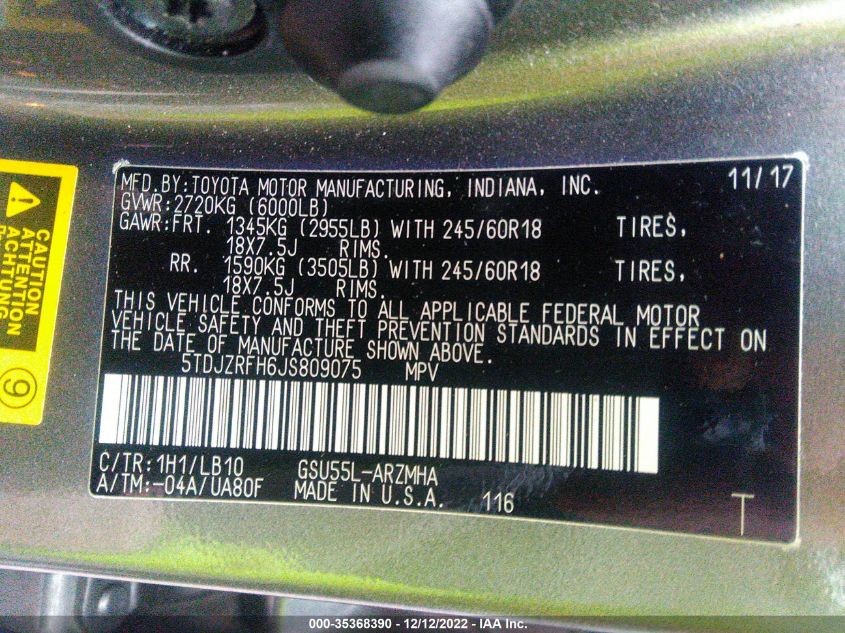 MFD.BY:TOYOTA MOTOR MANUFACTURING, INDIANA, INC. 11/17
GVWR:2720KG (6000LB)
GAWR:FRT. 1345KG (2955LB) WITH 245/60R18 TIRES,
18X7.5J RIMS.
RR. 1590KG (3505LB) WITH 245/60R18 TIRES,
18X7.5J RIMS.
THIS VEHICLE CONFORMS TO ALL APPLICABLE FEDERAL MOTOR
VEHICLE SAFETY AND THEFT PREVENTION STANDARDS IN EFFECT ON
THE DATE OF MANUFACTURE SHOWN ABOVE.
5TDJZRFH6JS809075 MPV
C/TR:1H1/LB10 GSU55L-ARZMHA
A/TM:-04A/UA80F MADE IN U.S.A. 116
T
CAUTION
ATTENTION
ACHTUNG
9
000-35368390 - 12/12/2022 - IAA Inc.